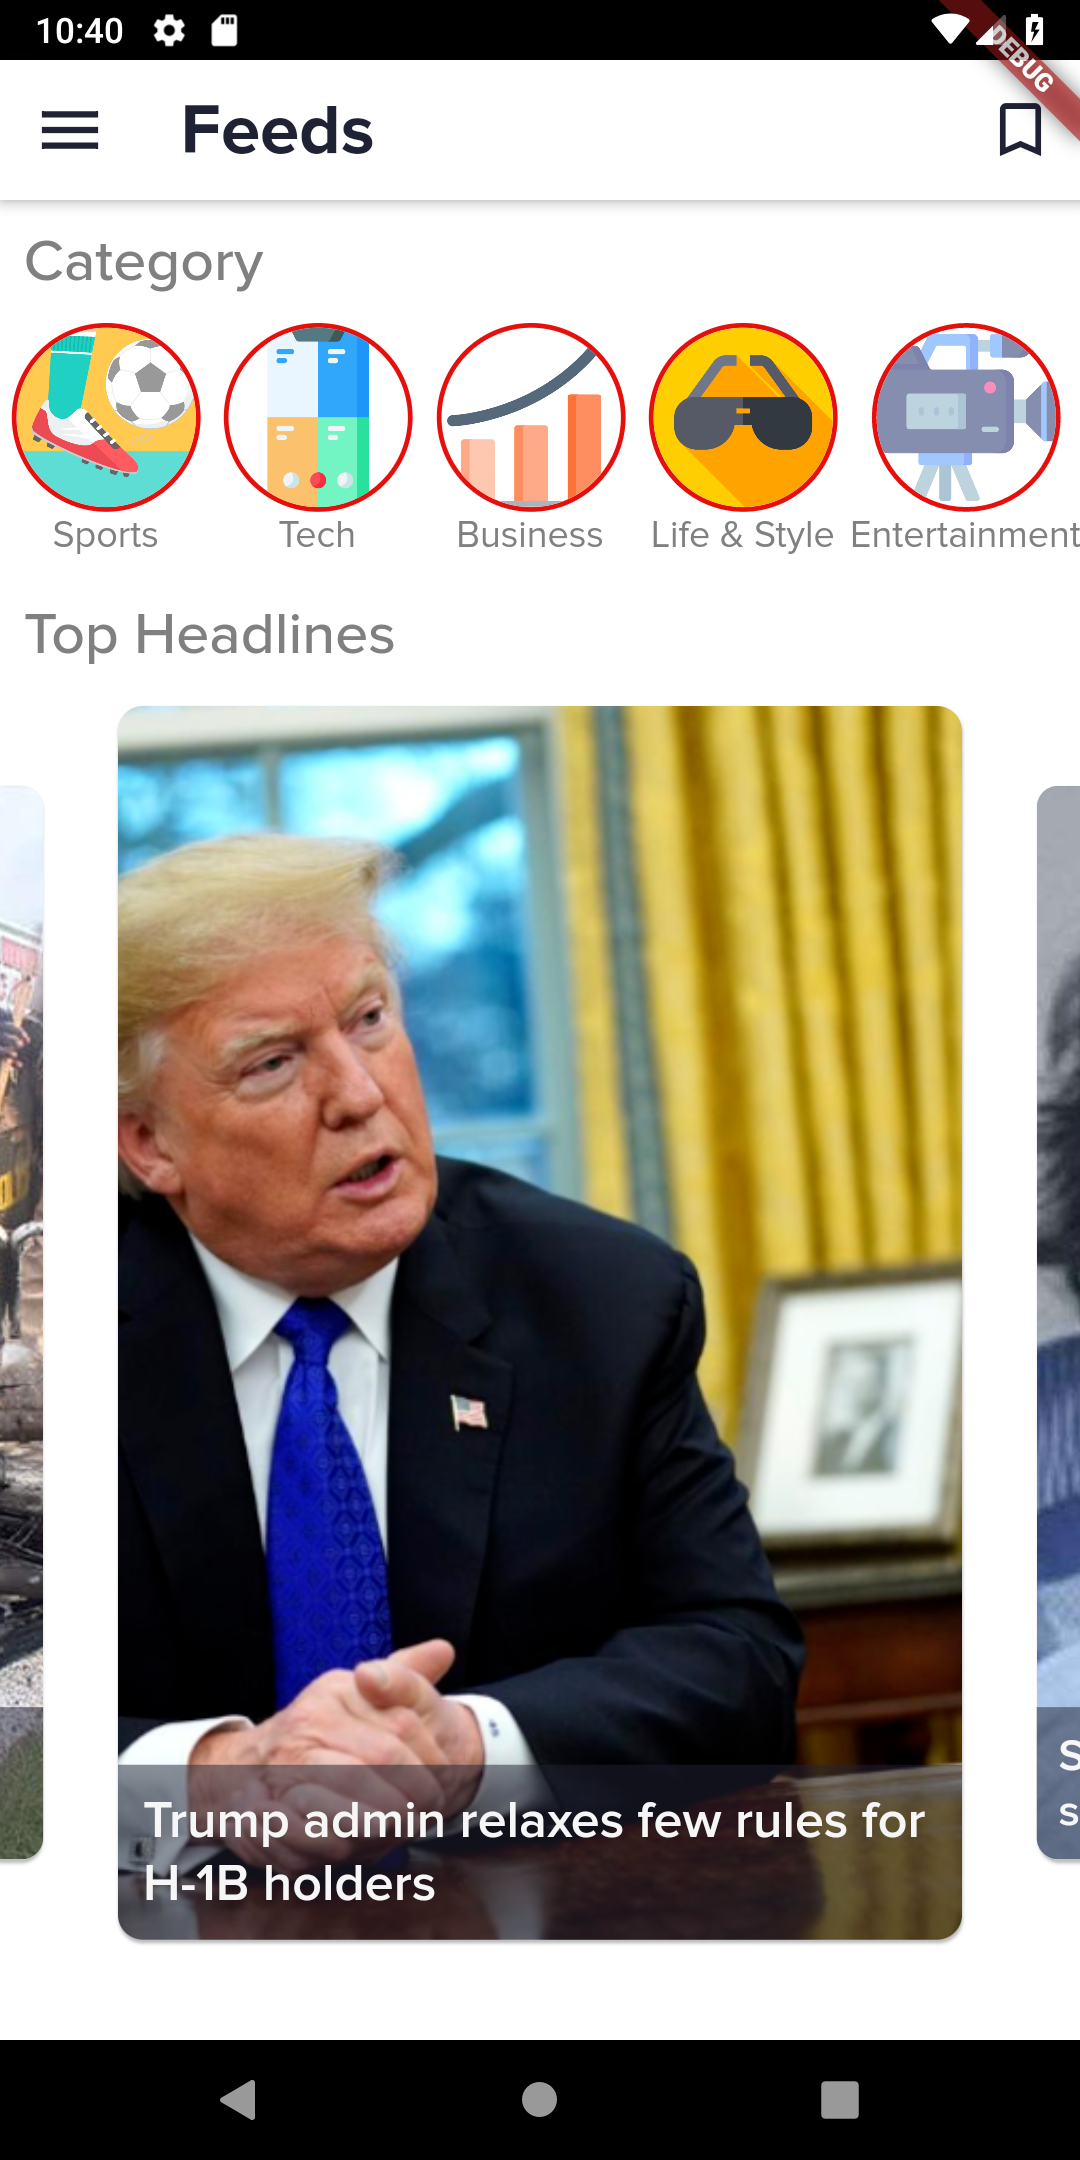 10:40
DEBUG
Feeds
Category
Sports
Tech
Business
Life & Style
Entertainment
Top Headlines
Trump admin relaxes few rules for
H-1B holders
S
s